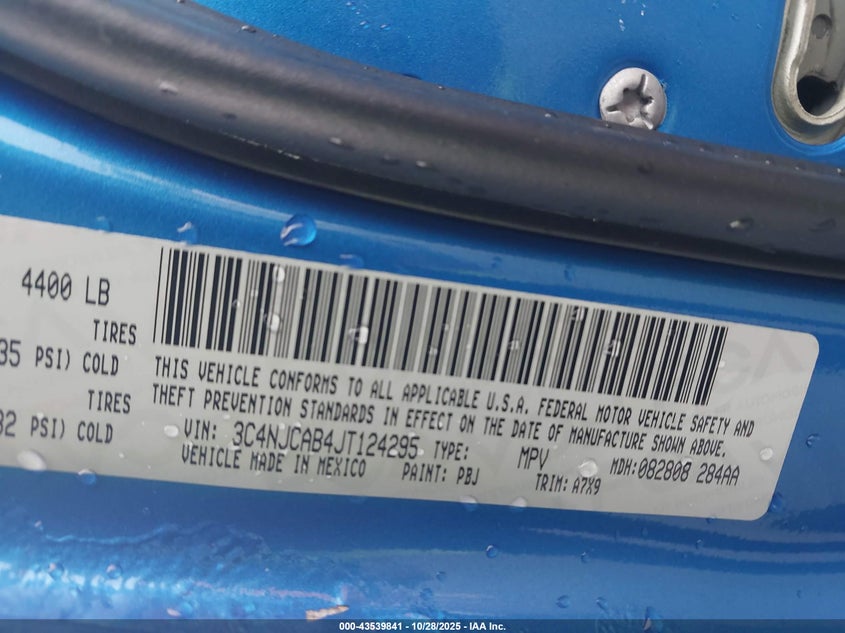 4400 LB
TIRES
35 PSI) COLD
TIRES
32 PSI) COLD
THIS VEHICLE CONFORMS TO ALL APPLICABLE U.S.A. FEDERAL MOTOR VEHICLE SAFETY AND
THEFT PREVENTION STANDARDS IN EFFECT ON THE DATE OF MANUFACTURE SHOWN ABOVE.
VIN: 3C4NJCAB4JT124295 TYPE: MPV MDH:082808 284AA
VEHICLE MADE IN MEXICO PAINT: PBJ TRIM: A7X9
000-43539841 - 10/28/2025 - IAA Inc.